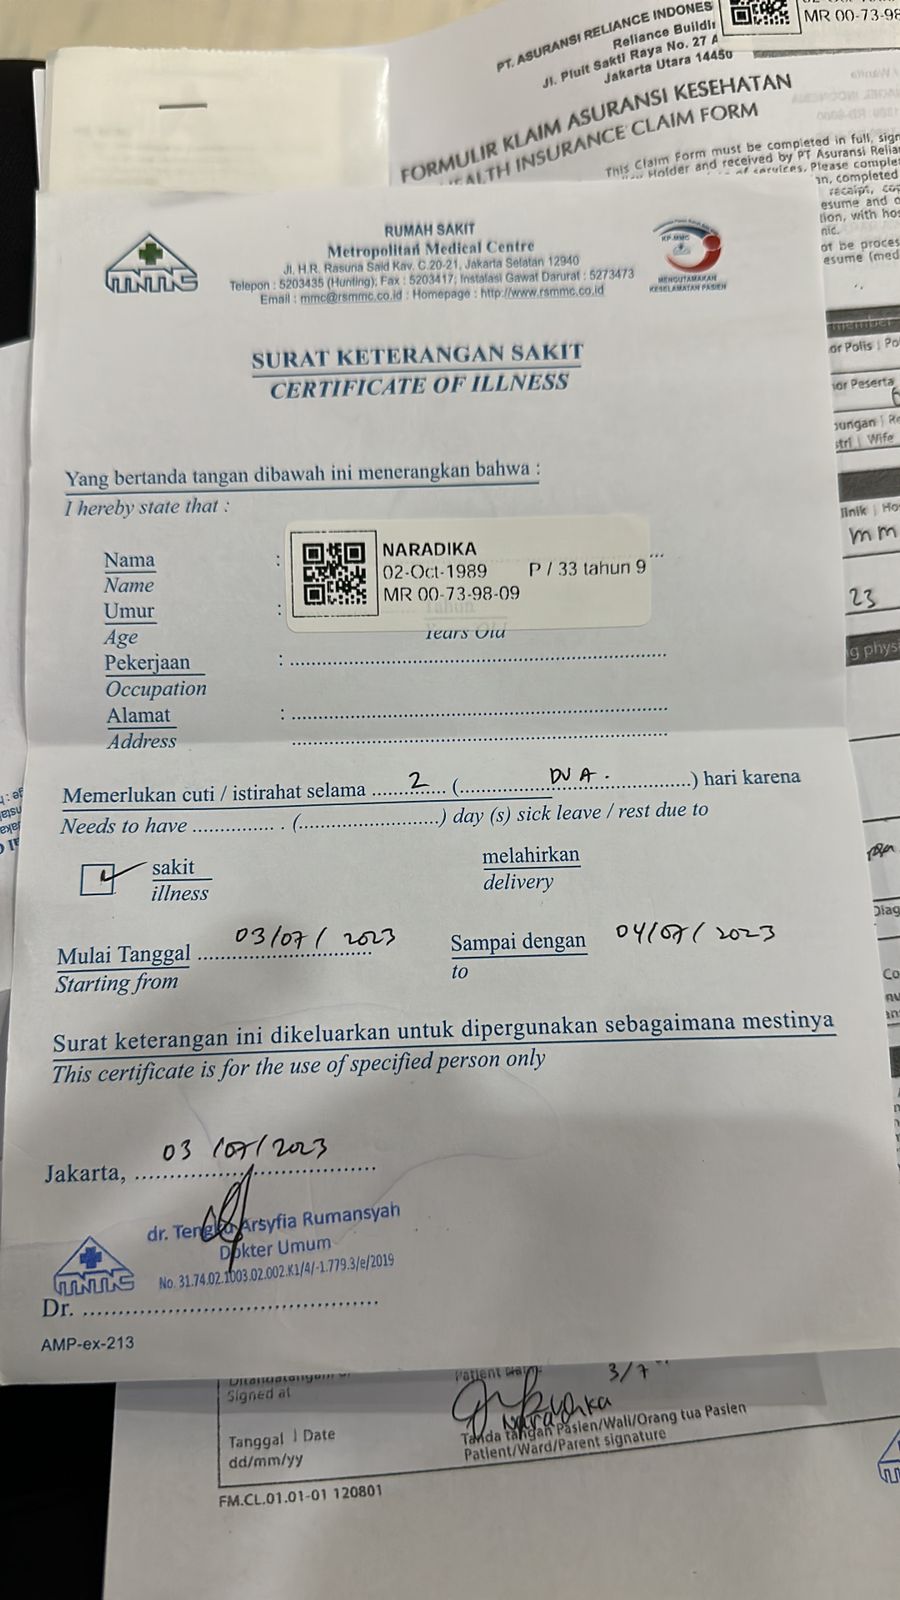 PT. ASURANSI RELIANCE INDONES
Reliance Buildi
Jl. Pluit Sakti Raya No. 27 A
Jakarta Utara 14450
MR 00-73-98
FORMULIR KLAIM ASURANSI KESEHATAN
HEALTH INSURANCE CLAIM FORM
This Claim Form must be completed in full, sign
Holder and received by PT Asuransi Relia
of services. Please comple
RUMAH SAKIT
Metropolitan Medical Centre
Jl. H.R. Rasuna Said Kav. C.20-21, Jakarta Selatan 12940
Telepon : 5203435 (Hunting); Fax : 5203417; Instalasi Gawat Darurat : 5273473
Email : mmc@rsmmc.co.id : Homepage : http://www.rsmmc.co.id
KP-MMC
MENGUTAMAKAN
KESELAMATAN PASIEN
SURAT KETERANGAN SAKIT
CERTIFICATE OF ILLNESS
Yang bertanda tangan dibawah ini menerangkan bahwa :
I hereby state that :
Nama :
Name
Umur :
Age
NARADIKA
02-Oct-1989 P / 33 tahun 9
MR 00-73-98-09
Tahun
Years Old
Pekerjaan :
Occupation
Alamat :
Address
Memerlukan cuti / istirahat selama 2 ( DUA . ) hari karena
Needs to have ............... (........................) day (s) sick leave / rest due to
sakit melahirkan
illness delivery
Mulai Tanggal 03/07/2023 Sampai dengan 04/07/2023
Starting from to
Surat keterangan ini dikeluarkan untuk dipergunakan sebagaimana mestinya
This certificate is for the use of specified person only
Jakarta, 03/07/2023
dr. Tengku Arsyfia Rumansyah
Dokter Umum
No. 31.74.02.1003.02.002.K1/4/-1.779.3/e/2019
MMC
Dr. ............................................
AMP-ex-213
Signed at
3/7
Naradika
Tanggal | Date
dd/mm/yy
Tanda tangan Pasien/Wali/Orang tua Pasien
Patient/Ward/Parent signature
FM.CL.01.01-01 120801